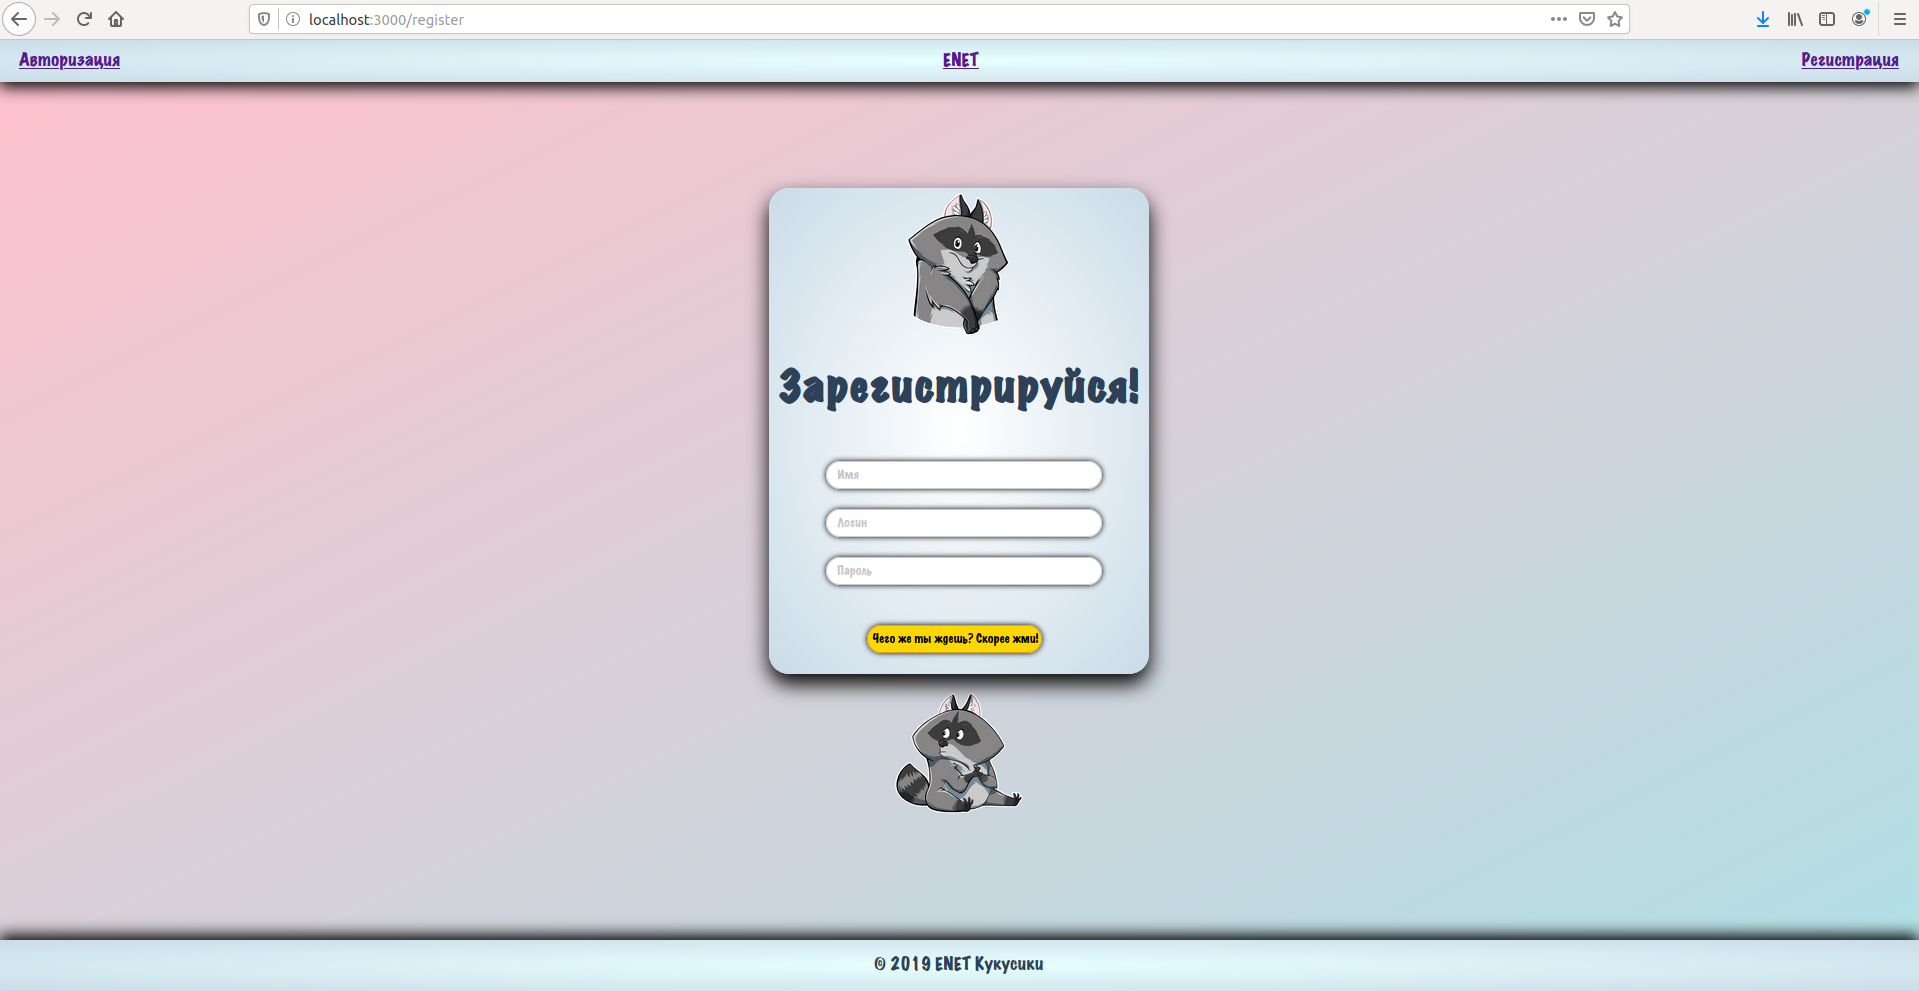 localhost:3000/register
Авторизация
ENET
Регистрация
Зарегистрируйся!
Имя
Логин
Пароль
Чего же ты ждешь? Скорее жми!
© 2019 ENET Кукусики